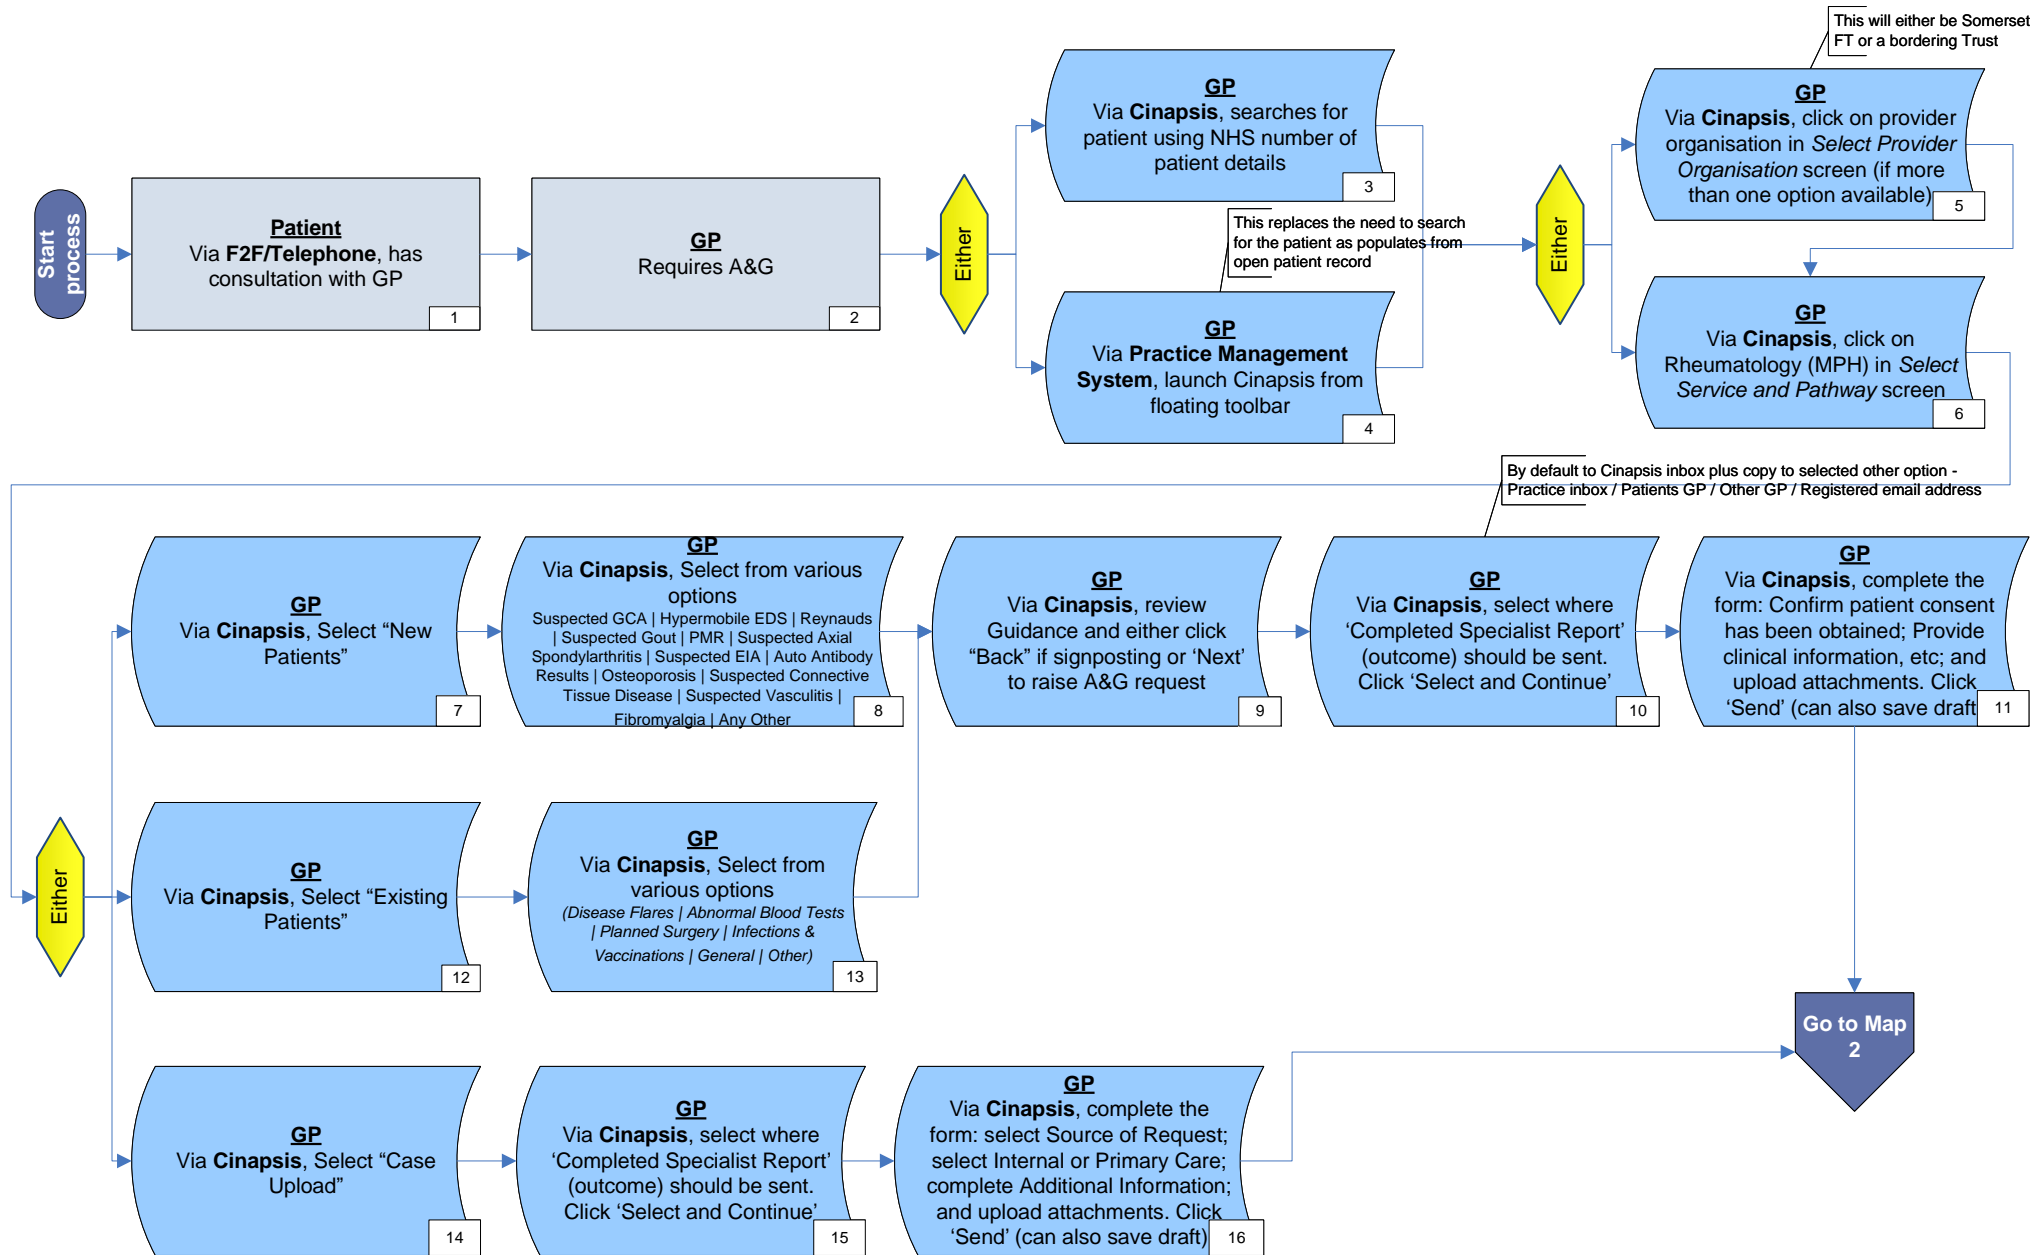 This will either be Somerset
FT or a bordering Trust
Start
process
Patient
Via F2F/Telephone, has
consultation with GP
1
GP
Requires A&G
2
Either
GP
Via Cinapsis, searches for
patient using NHS number of
patient details
3
This replaces the need to search
for the patient as populates from
open patient record
GP
Via Practice Management
System, launch Cinapsis from
floating toolbar
4
Either
GP
Via Cinapsis, click on provider
organisation in Select Provider
Organisation screen (if more
than one option available)
5
GP
Via Cinapsis, click on
Rheumatology (MPH) in Select
Service and Pathway screen
6
By default to Cinapsis inbox plus copy to selected other option -
Practice inbox / Patients GP / Other GP / Registered email address
Either
GP
Via Cinapsis, Select “New
Patients”
7
GP
Via Cinapsis, Select from various
options
Suspected GCA | Hypermobile EDS | Reynauds
| Suspected Gout | PMR | Suspected Axial
Spondylarthritis | Suspected EIA | Auto Antibody
Results | Osteoporosis | Suspected Connective
Tissue Disease | Suspected Vasculitis |
Fibromyalgia | Any Other
8
GP
Via Cinapsis, review
Guidance and either click
“Back” if signposting or ‘Next’
to raise A&G request
9
GP
Via Cinapsis, select where
‘Completed Specialist Report’
(outcome) should be sent.
Click ‘Select and Continue’
10
GP
Via Cinapsis, complete the
form: Confirm patient consent
has been obtained; Provide
clinical information, etc; and
upload attachments. Click
‘Send’ (can also save draft
11
GP
Via Cinapsis, Select “Existing
Patients”
12
GP
Via Cinapsis, Select from
various options
(Disease Flares | Abnormal Blood Tests
| Planned Surgery | Infections &
Vaccinations | General | Other)
13
GP
Via Cinapsis, Select “Case
Upload”
14
GP
Via Cinapsis, select where
‘Completed Specialist Report’
(outcome) should be sent.
Click ‘Select and Continue’
15
GP
Via Cinapsis, complete the
form: select Source of Request;
select Internal or Primary Care;
complete Additional Information;
and upload attachments. Click
‘Send’ (can also save draft)
16
Go to Map
2